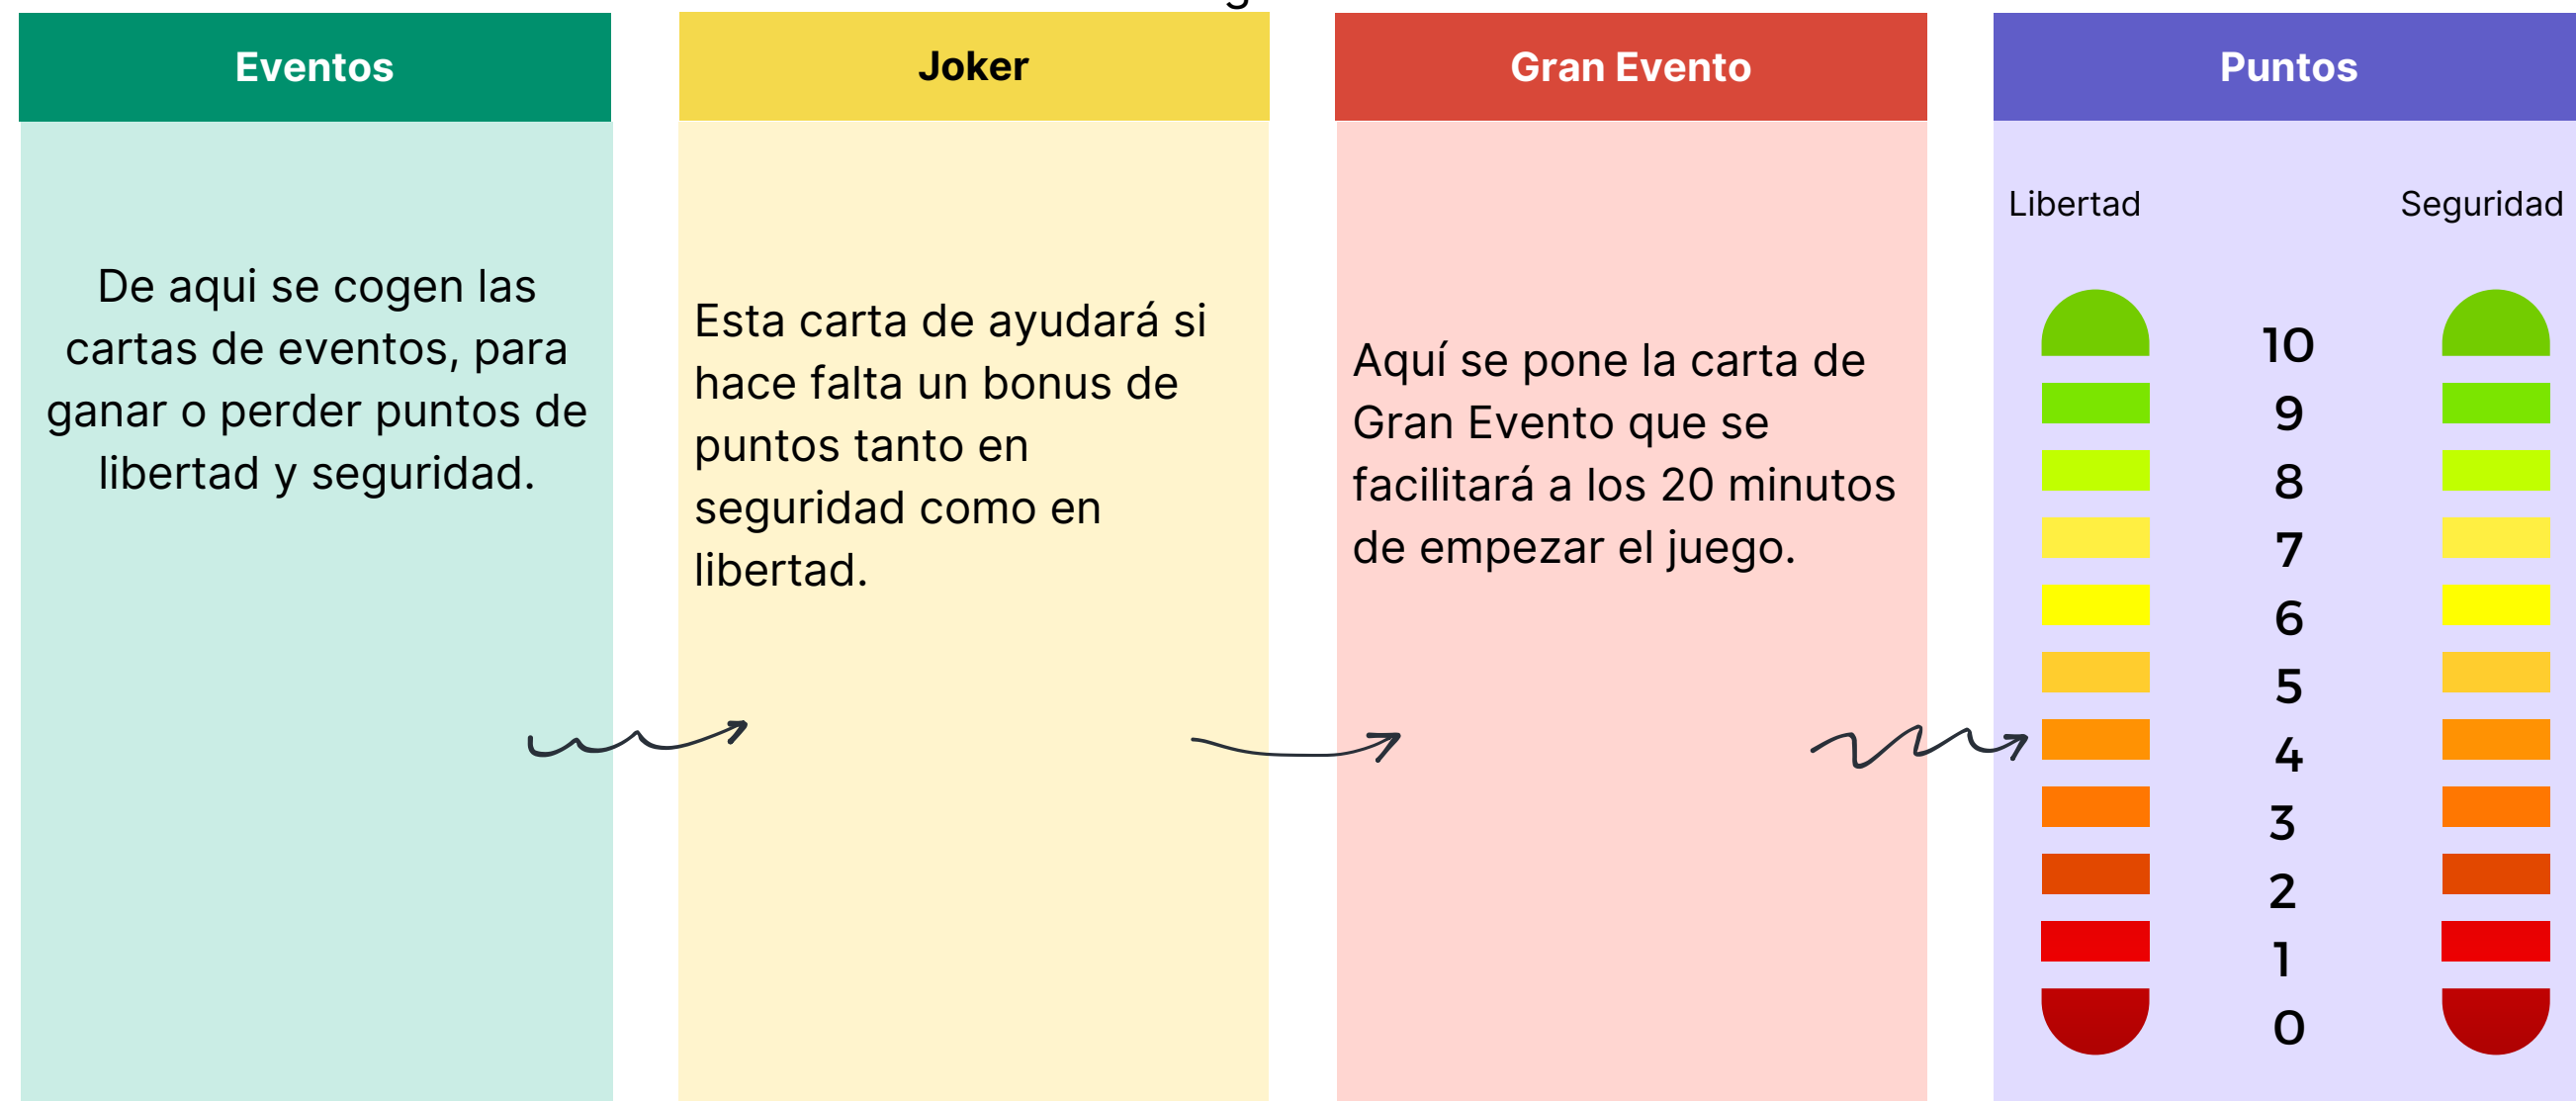 Eventos
De aqui se cogen las
cartas de eventos, para
ganar o perder puntos de
libertad y seguridad.
Joker
Esta carta de ayudará si
hace falta un bonus de
puntos tanto en
seguridad como en
libertad.
Gran Evento
Aquí se pone la carta de
Gran Evento que se
facilitará a los 20 minutos
de empezar el juego.
Puntos
Libertad
Seguridad
10
9
8
7
6
5
4
3
2
1
0